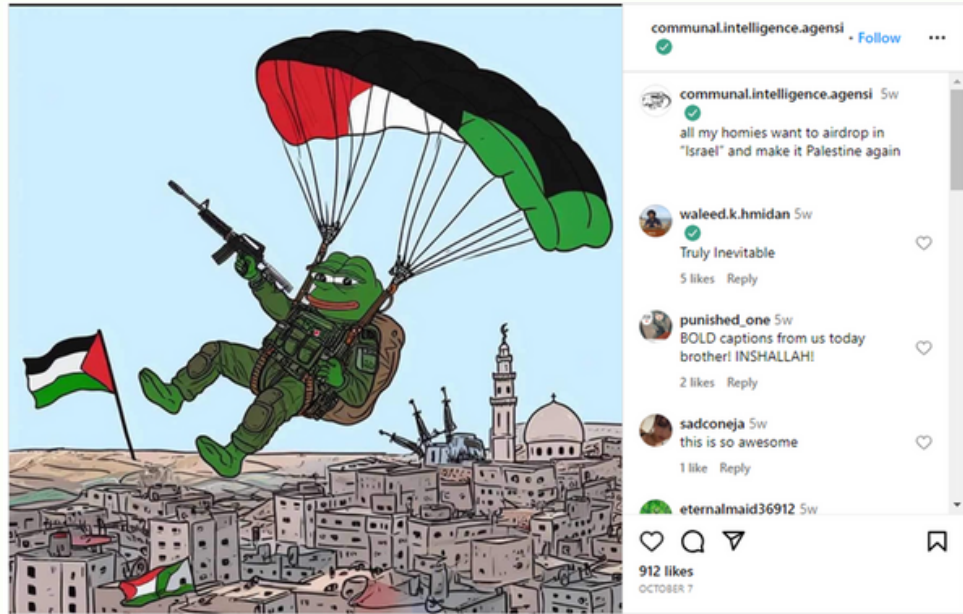 communal.intelligence.agensi • Follow •••
communal.intelligence.agensi 5w
all my homies want to airdrop in
"Israel" and make it Palestine again
waleed.k.hmidan 5w
Truly Inevitable
5 likes Reply
punished_one 5w
BOLD captions from us today
brother! INSHALLAH!
2 likes Reply
sadconeja 5w
this is so awesome
1 like Reply
eternalmaid36912 5w
912 likes
OCTOBER 7